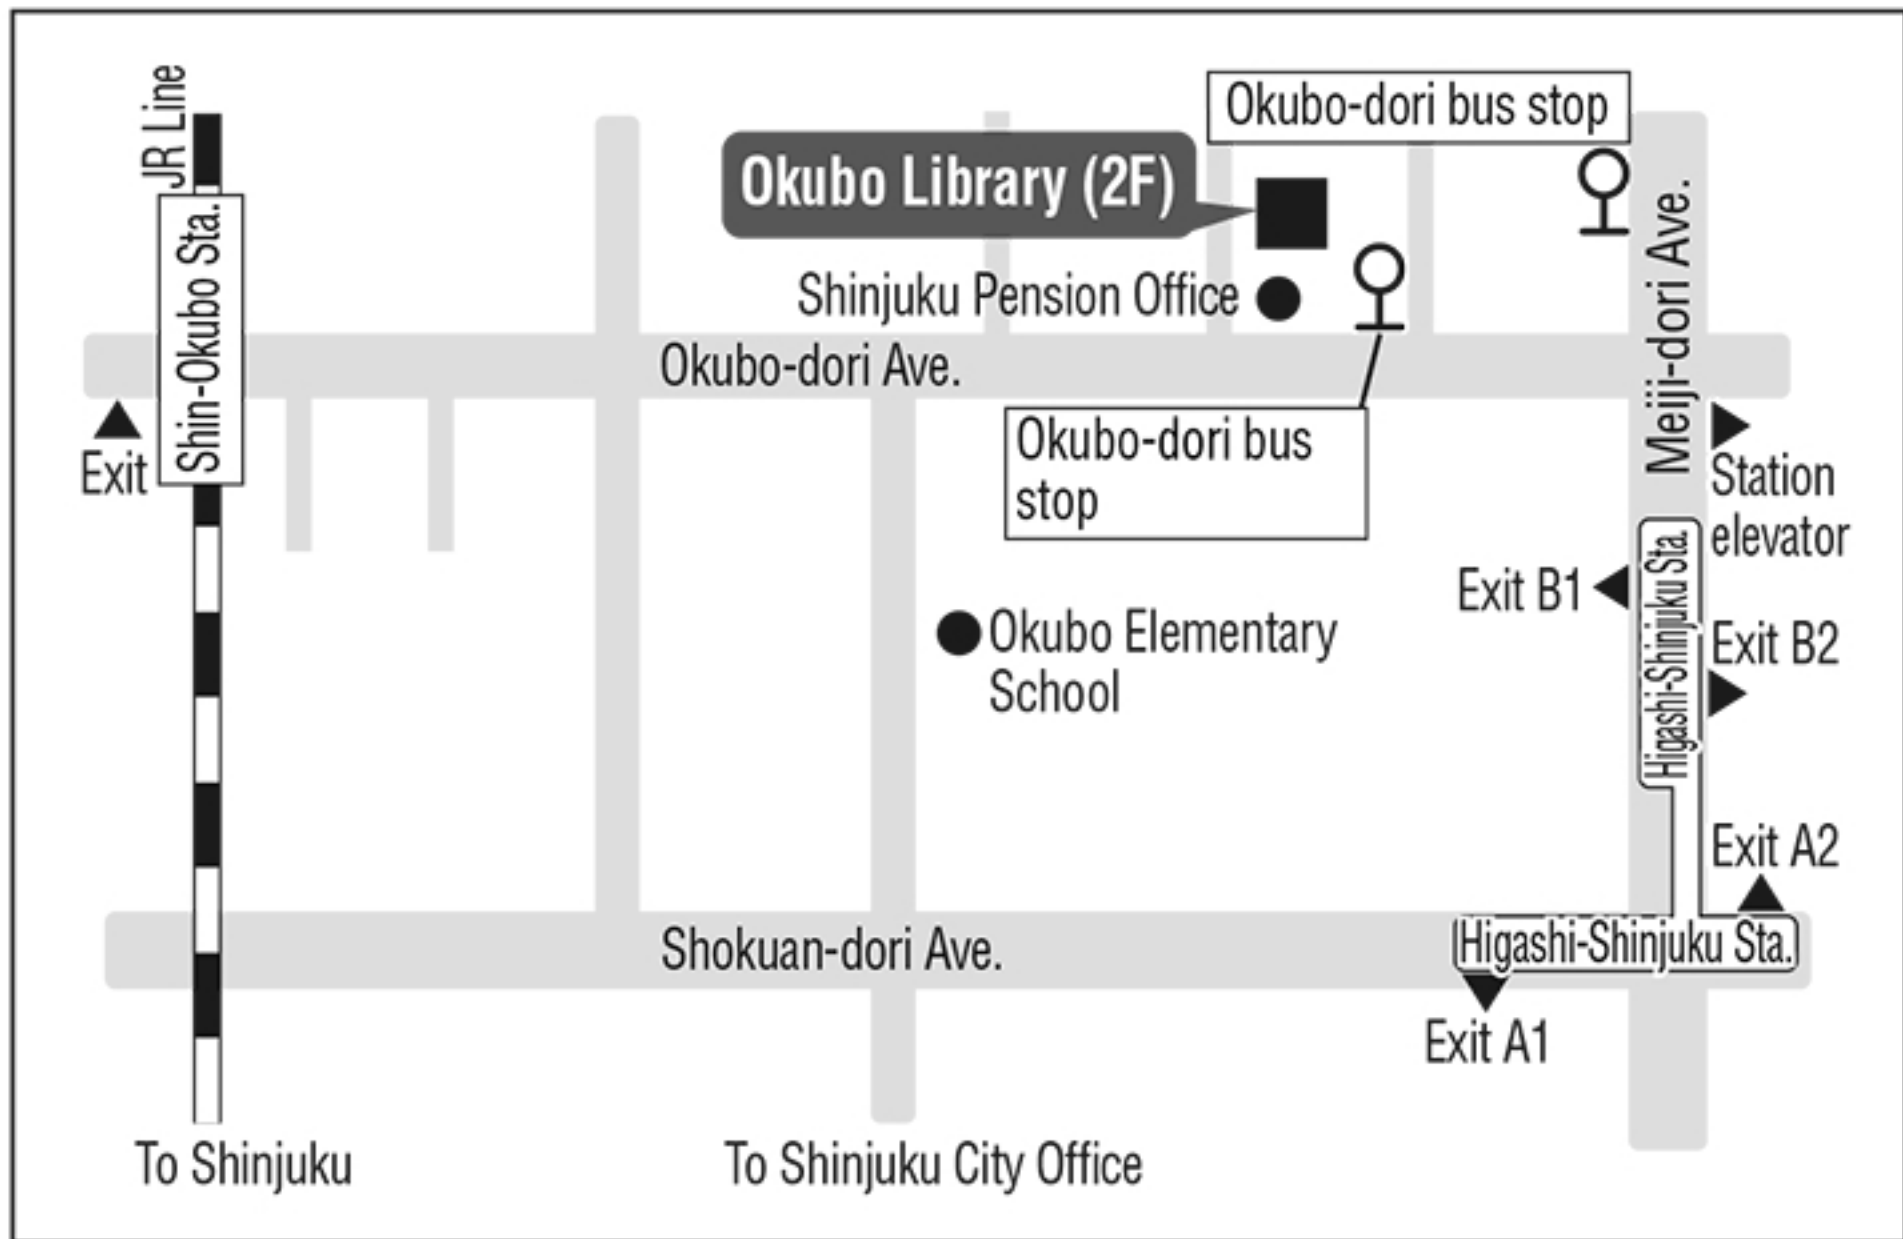 JR Line
Okubo-dori bus stop
Okubo Library (2F)
Shin-Okubo Sta.
Shinjuku Pension Office
Meiji-dori Ave.
Okubo-dori Ave.
Okubo-dori bus
stop
Exit
Station
elevator
Exit B1
Higashi-Shinjuku Sta.
Exit B2
Okubo Elementary
School
Exit A2
Shokuan-dori Ave.
Higashi-Shinjuku Sta.
Exit A1
To Shinjuku
To Shinjuku City Office